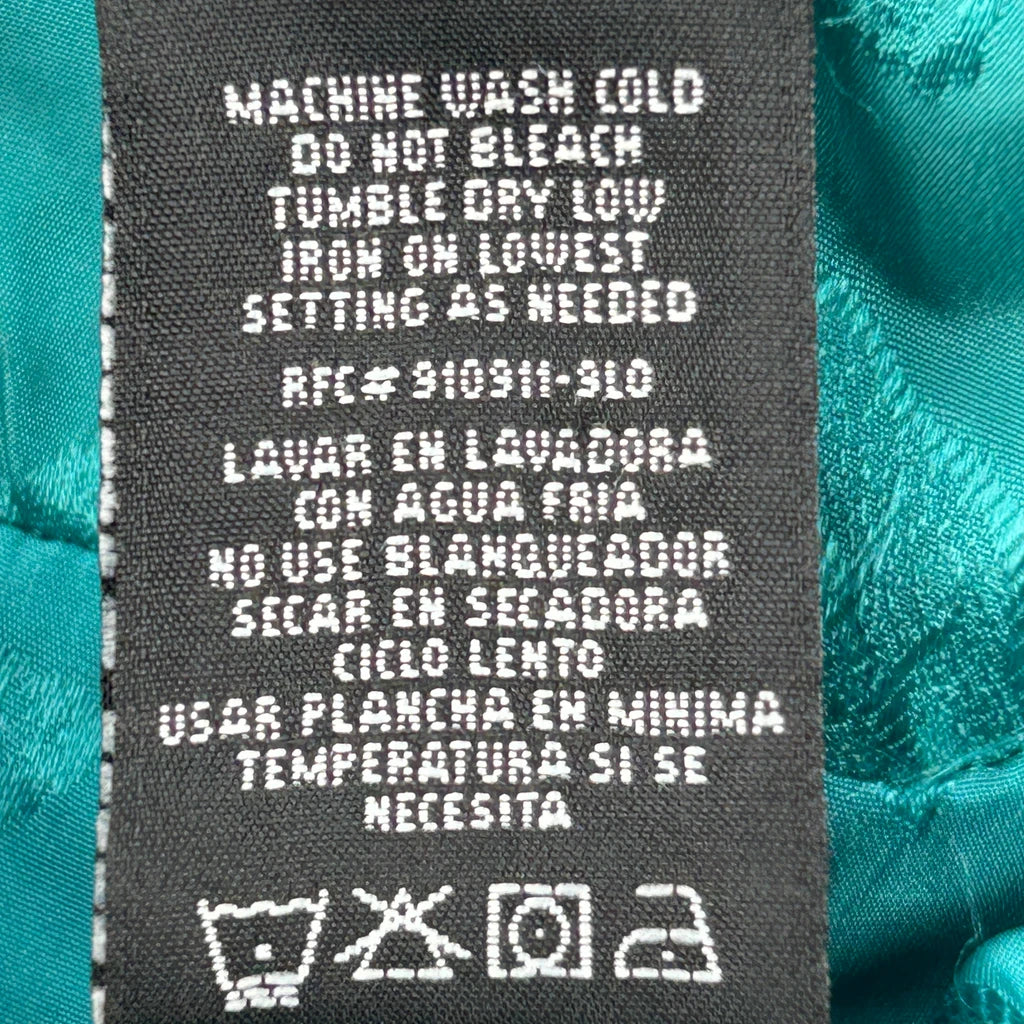 MACHINE WASH COLD
DO NOT BLEACH
TUMBLE DRY LOW
IRON ON LOWEST
SETTING AS NEEDED
RFC# 910911-9LO
LAVAR EN LAVADORA
CON AGUA FRIA
NO USE BLANQUEADOR
SECAR EN SECADORA
CICLO LENTO
USAR PLANCHA EN MINIMA
TEMPERATURA SI SE
NECESITA